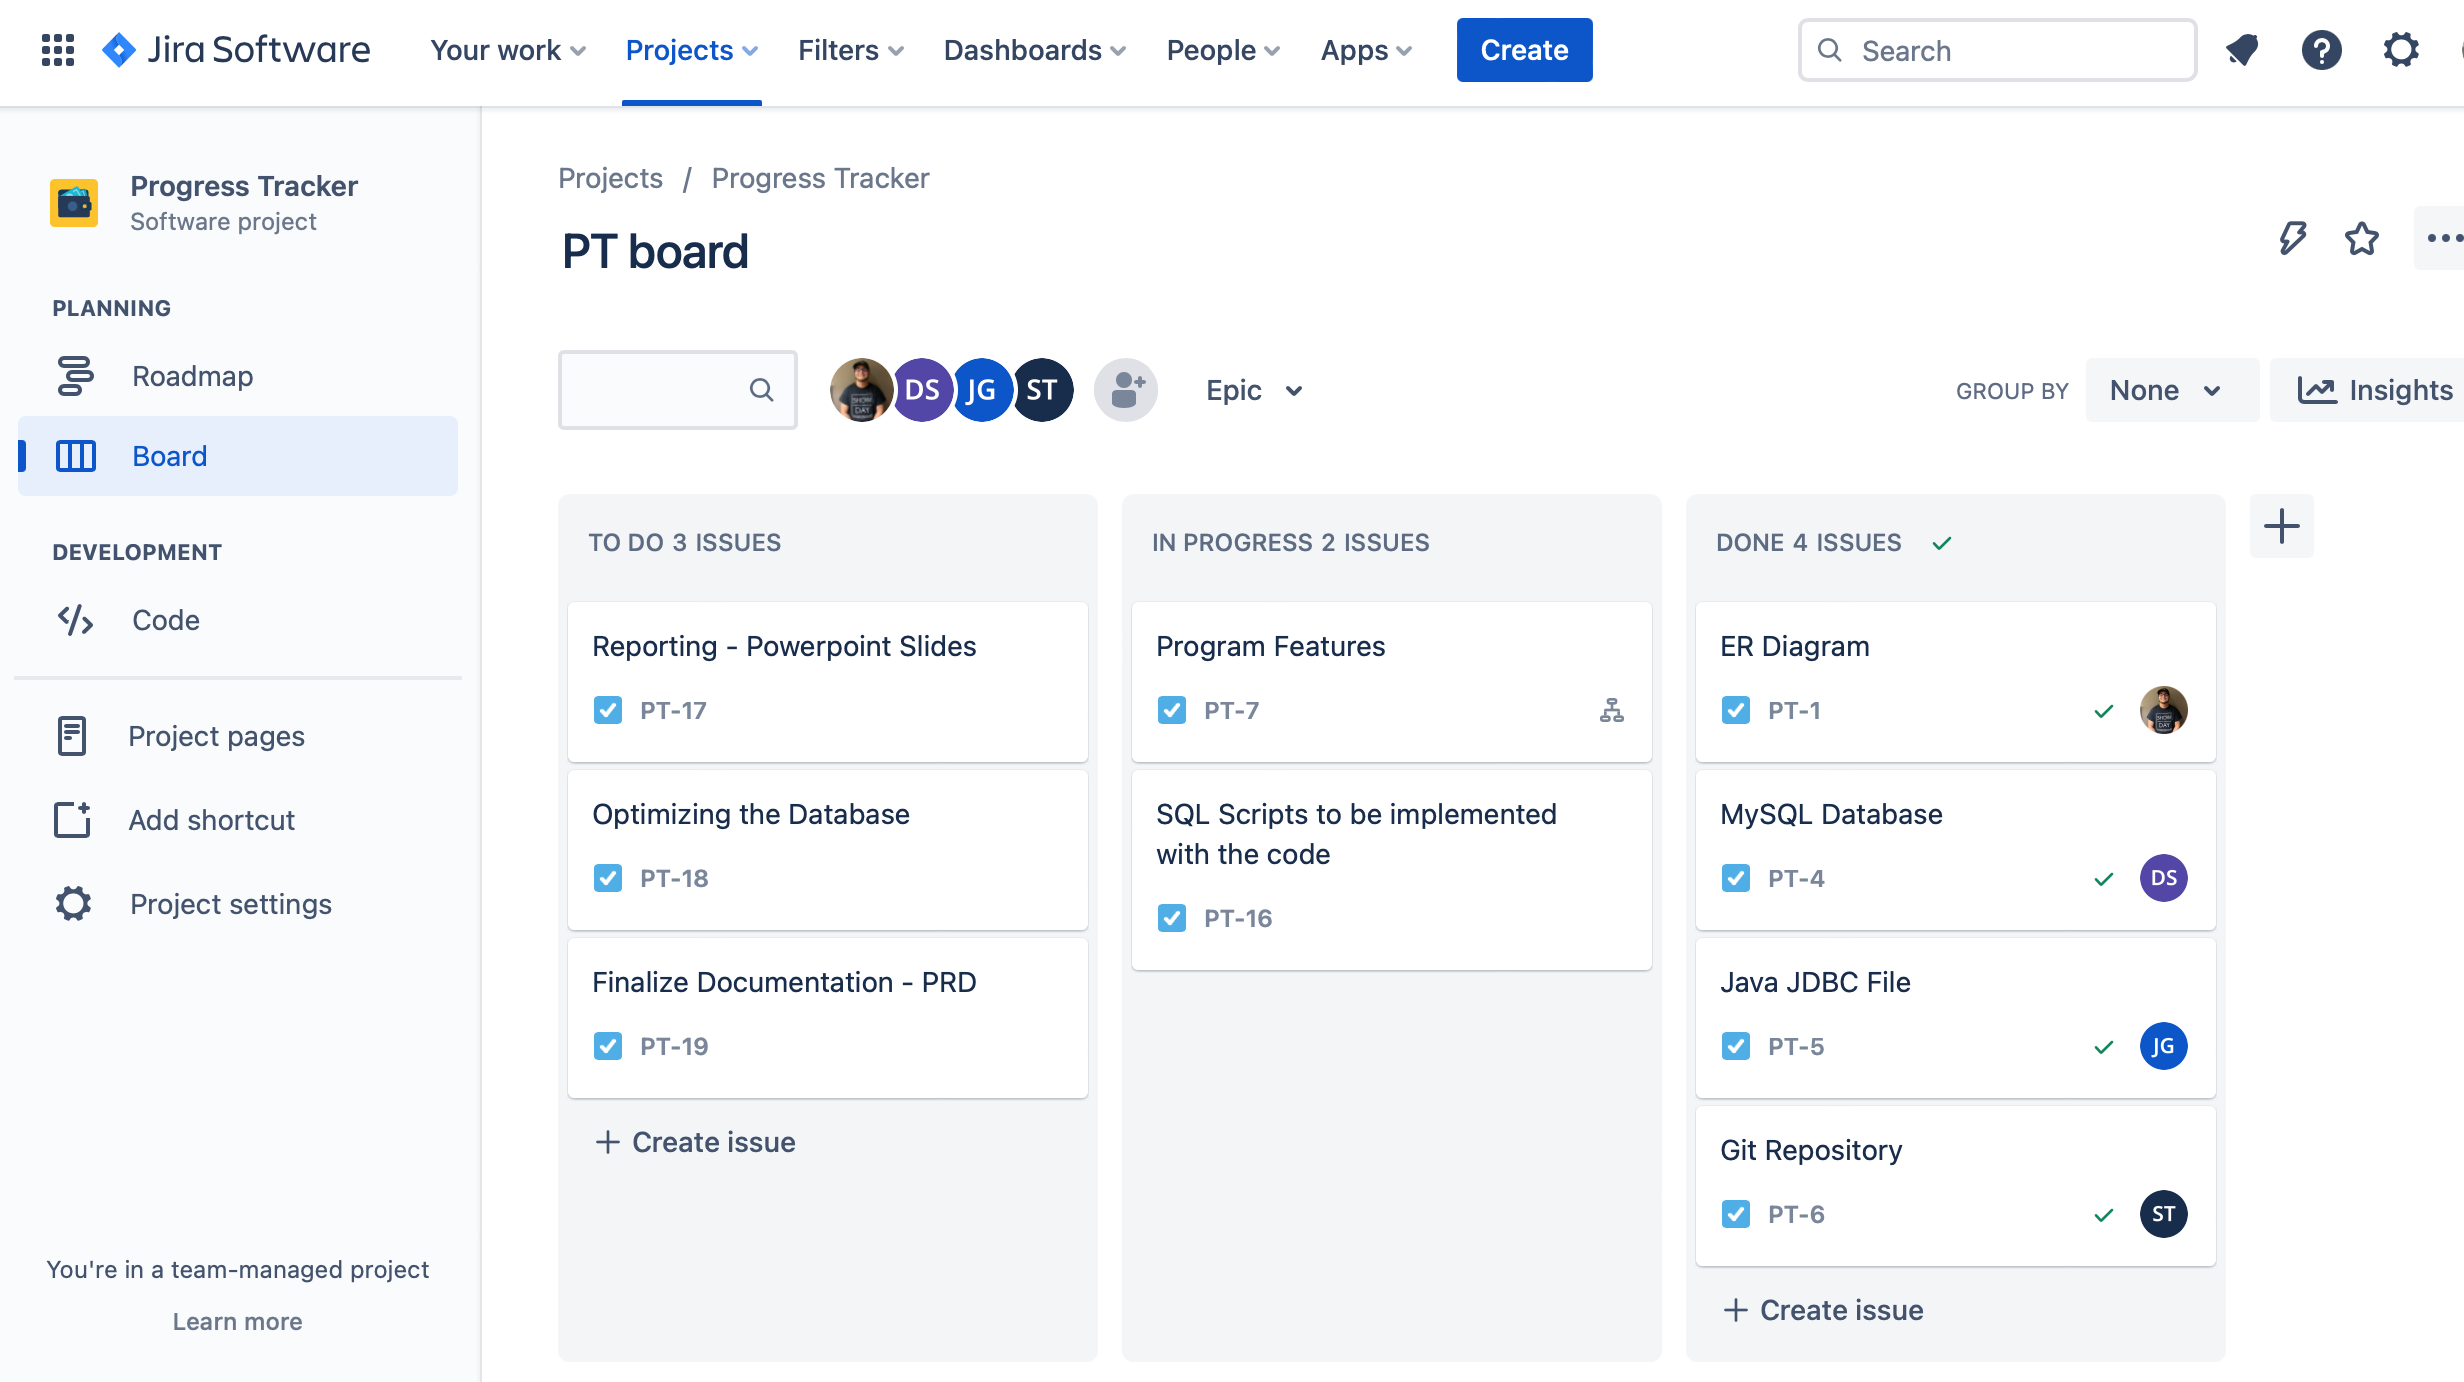 Jira Software
Your work
Projects
Filters
Dashboards
People
Apps
Create
Search
Progress Tracker
Software project
PLANNING
Roadmap
Board
DEVELOPMENT
Code
Project pages
Add shortcut
Project settings
You're in a team-managed project
Learn more
Projects / Progress Tracker
PT board
DS
JG
ST
Epic
GROUP BY
None
Insights
TO DO 3 ISSUES
Reporting - Powerpoint Slides
PT-17
Optimizing the Database
PT-18
Finalize Documentation - PRD
PT-19
Create issue
IN PROGRESS 2 ISSUES
Program Features
PT-7
SQL Scripts to be implemented
with the code
PT-16
DONE 4 ISSUES
ER Diagram
PT-1
MySQL Database
PT-4
DS
Java JDBC File
PT-5
JG
Git Repository
PT-6
ST
Create issue